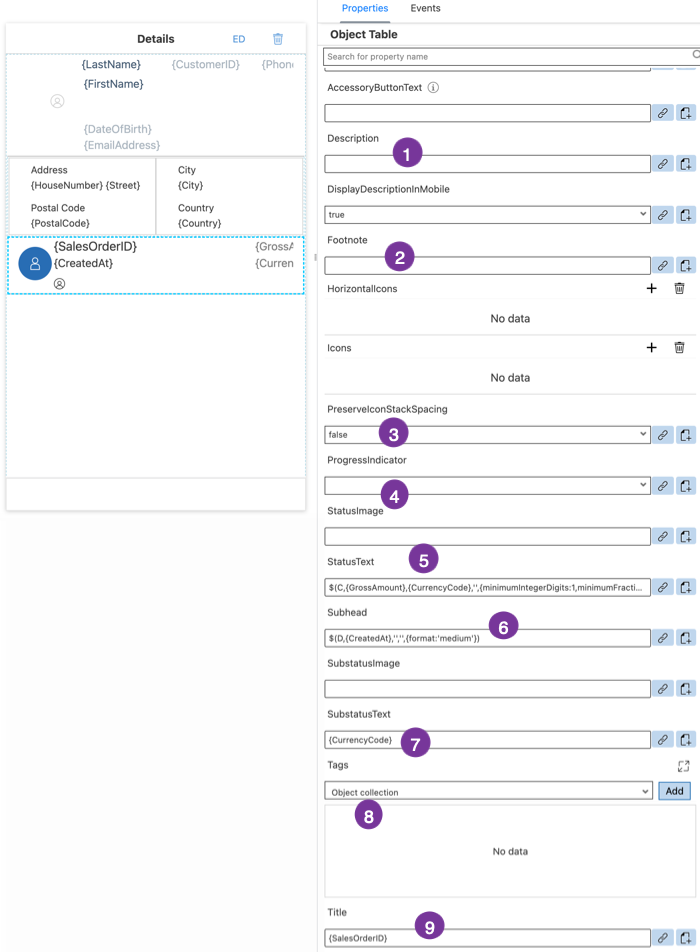 Properties Events
Object Table
Search for property name
Details ED
{LastName} {CustomerID} {Phon
{FirstName}
{DateOfBirth}
{EmailAddress}
Address City
{HouseNumber} {Street} {City}
Postal Code Country
{PostalCode} {Country}
{SalesOrderID} {GrossA
{CreatedAt} {Curren
AccessoryButtonText
Description
1
DisplayDescriptionInMobile
true
Footnote
2
HorizontalIcons
No data
Icons
No data
PreserveIconStackSpacing
false
3
ProgressIndicator
4
StatusImage
StatusText
5
$(C,{GrossAmount},{CurrencyCode},'',{minimumIntegerDigits:1,minimumFracti...
Subhead
6
$(D,{CreatedAt},'','',{format:'medium'})
SubstatusImage
SubstatusText
{CurrencyCode}
7
Tags
Object collection Add
8
No data
Title
9
{SalesOrderID}